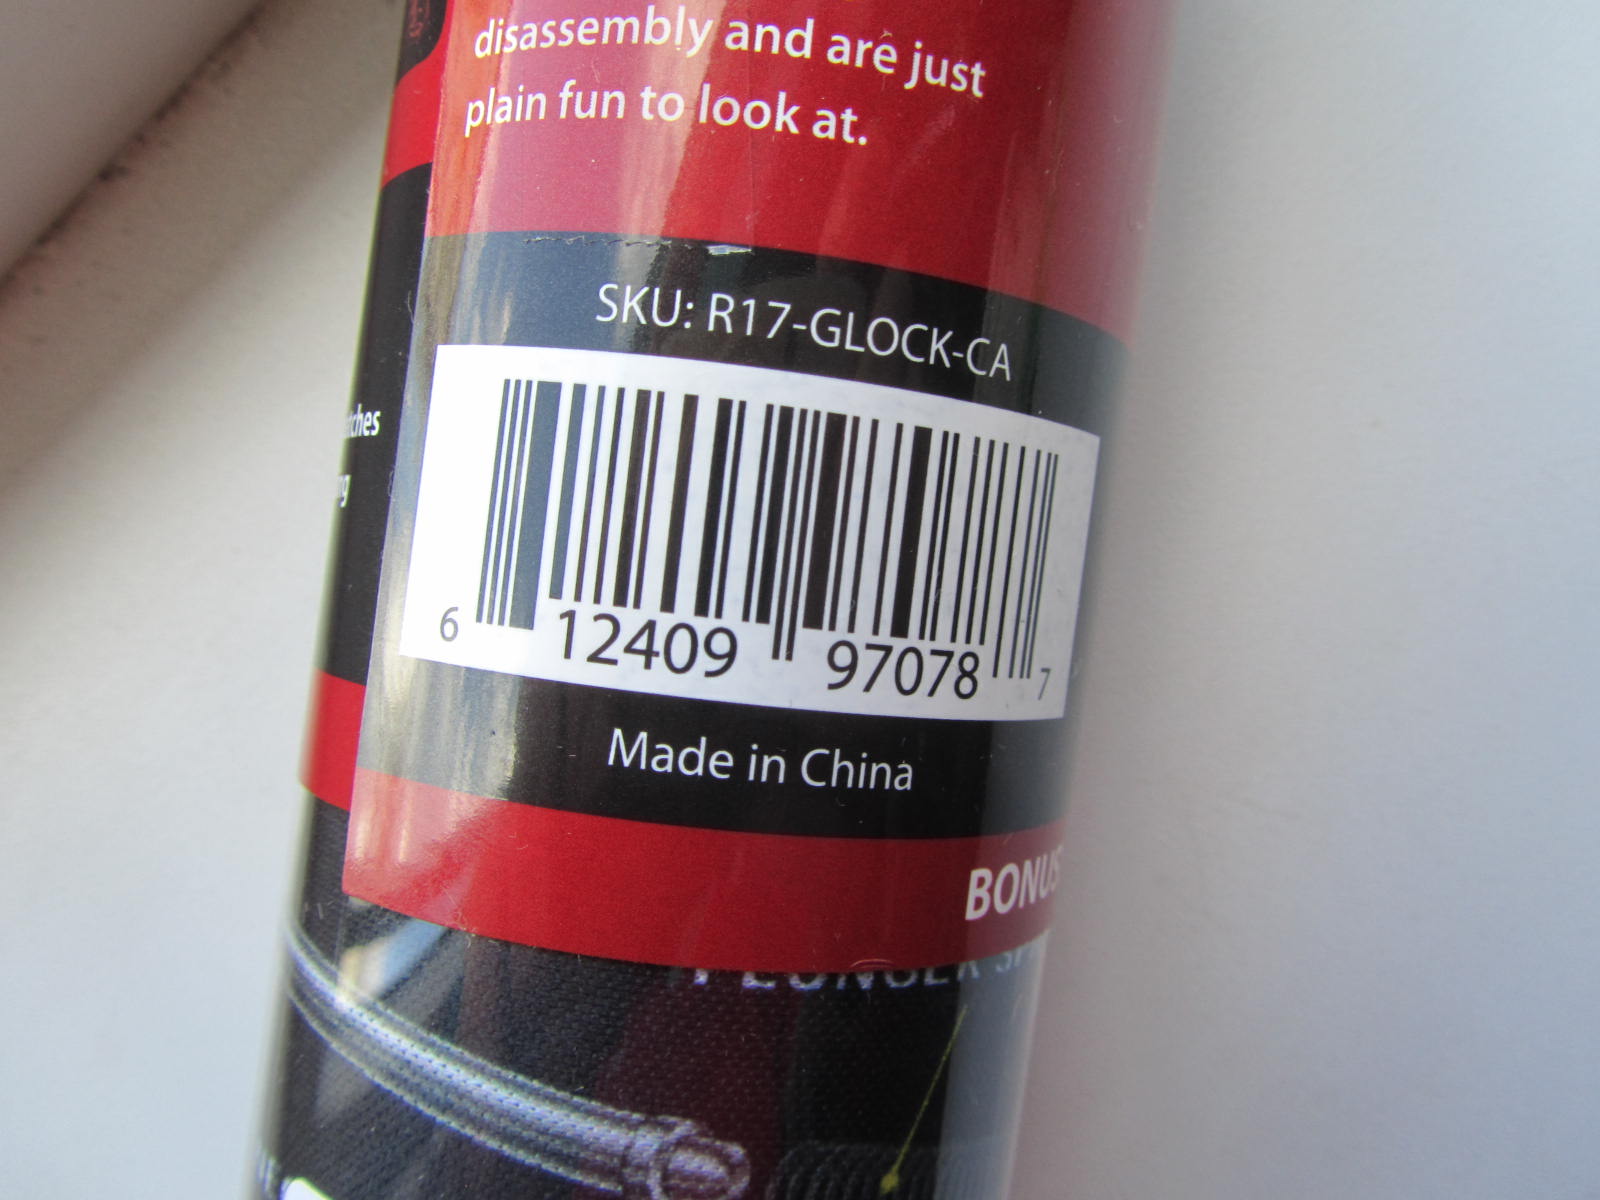 disassembly and are just
plain fun to look at.
SKU: R17-GLOCK-CA
6 12409 97078 7
Made in China
BONUS
PLUNGER